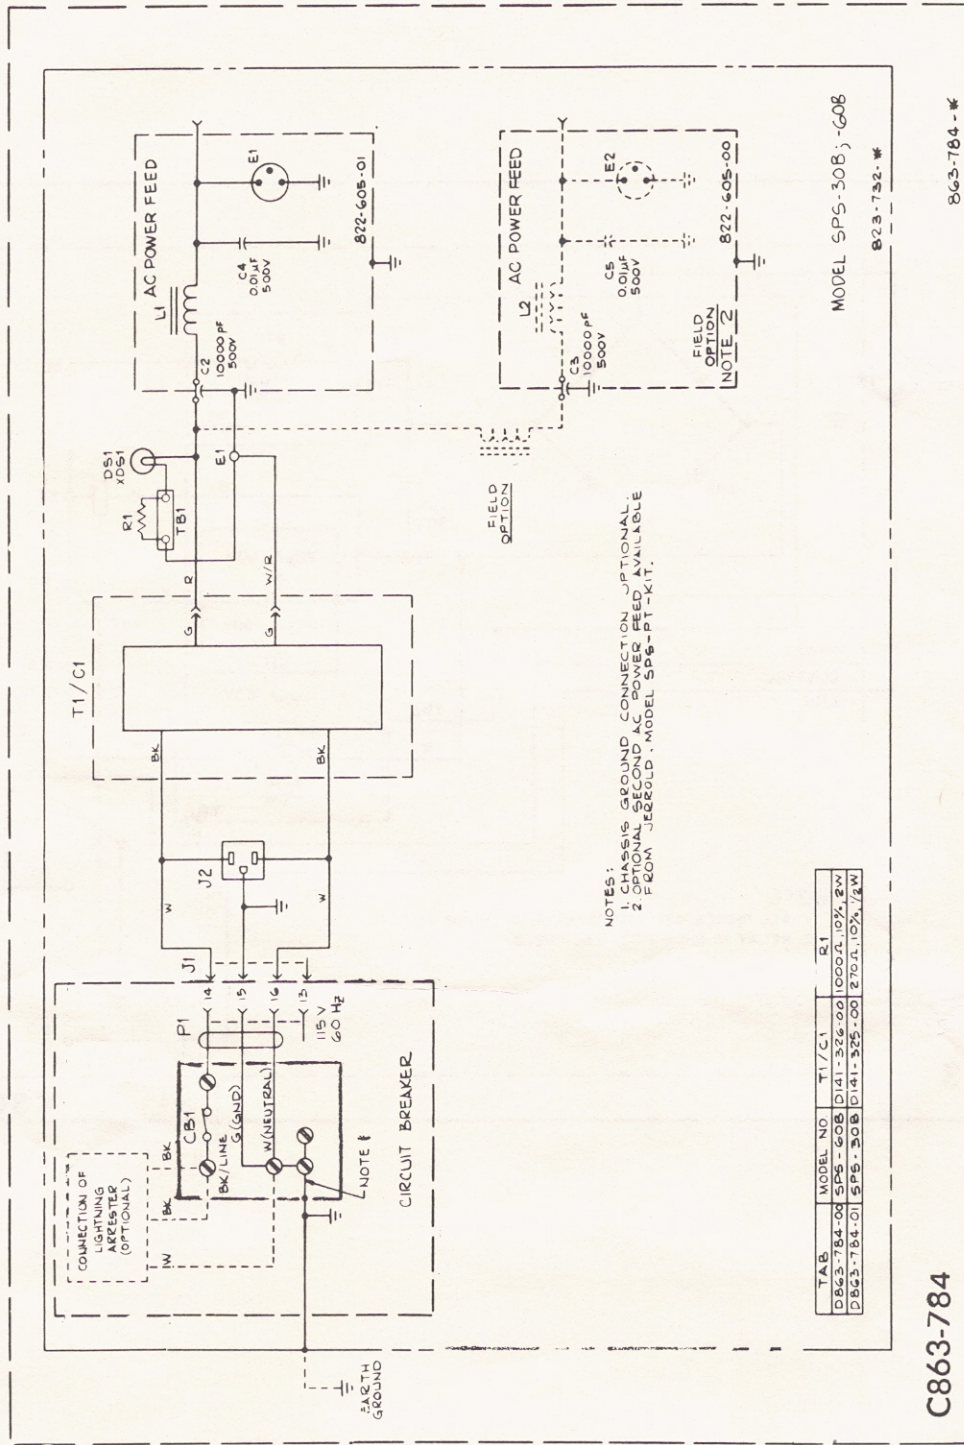 AC POWER FEED
L1
C2
10000 PF
500V
C4
0.01µF
500V
E1
822-605-01
AC POWER FEED
L2
C3
10000 PF
500V
C5
0.01µF
500V
E2
FIELD
OPTION
NOTE 2
822-605-00
DS1
XDS1
R1
TB1
E1
R
W/R
G
G
FIELD
OPTION
T1/C1
BK
BK
W
W
J2
J1
P1
14
15
16
13
115 V
60 Hz
CONNECTION OF
LIGHTNING
ARRESTER
(OPTIONAL)
BK
BK
W
CB1
BK/LINE
G (GND)
W (NEUTRAL)
NOTE
CIRCUIT BREAKER
EARTH
GROUND
NOTES:
1. CHASSIS GROUND CONNECTION OPTIONAL.
2. OPTIONAL SECOND AC POWER FEED AVAILABLE
FROM JERROLD. MODEL SPS-PT-KIT.
TAB MODEL NO. T1/C1 R1
D863-784-00 SPS-60B D141-326-00 1000Ω,10%,2W
D863-784-01 SPS-30B D141-325-00 270Ω,10%,1/2W
MODEL SPS-30B; -60B
823-732-*
863-784-*
C863-784